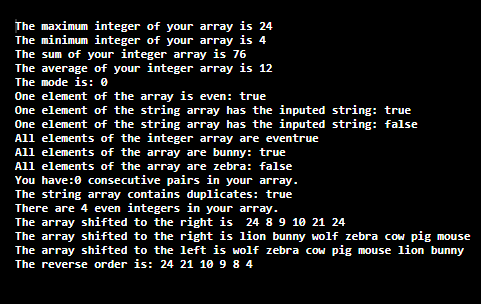 The maximum integer of your array is 24
The minimum integer of your array is 4
The sum of your integer array is 76
The average of your integer array is 12
The mode is: 0
One element of the array is even: true
One element of the string array has the inputed string: true
One element of the string array has the inputed string: false
All elements of the integer array are eventrue
All elements of the array are bunny: true
All elements of the array are zebra: false
You have:0 consecutive pairs in your array.
The string array contains duplicates: true
There are 4 even integers in your array.
The array shifted to the right is  24 8 9 10 21 24
The array shifted to the right is lion bunny wolf zebra cow pig mouse
The array shifted to the left is wolf zebra cow pig mouse lion bunny
The reverse order is: 24 21 10 9 8 4